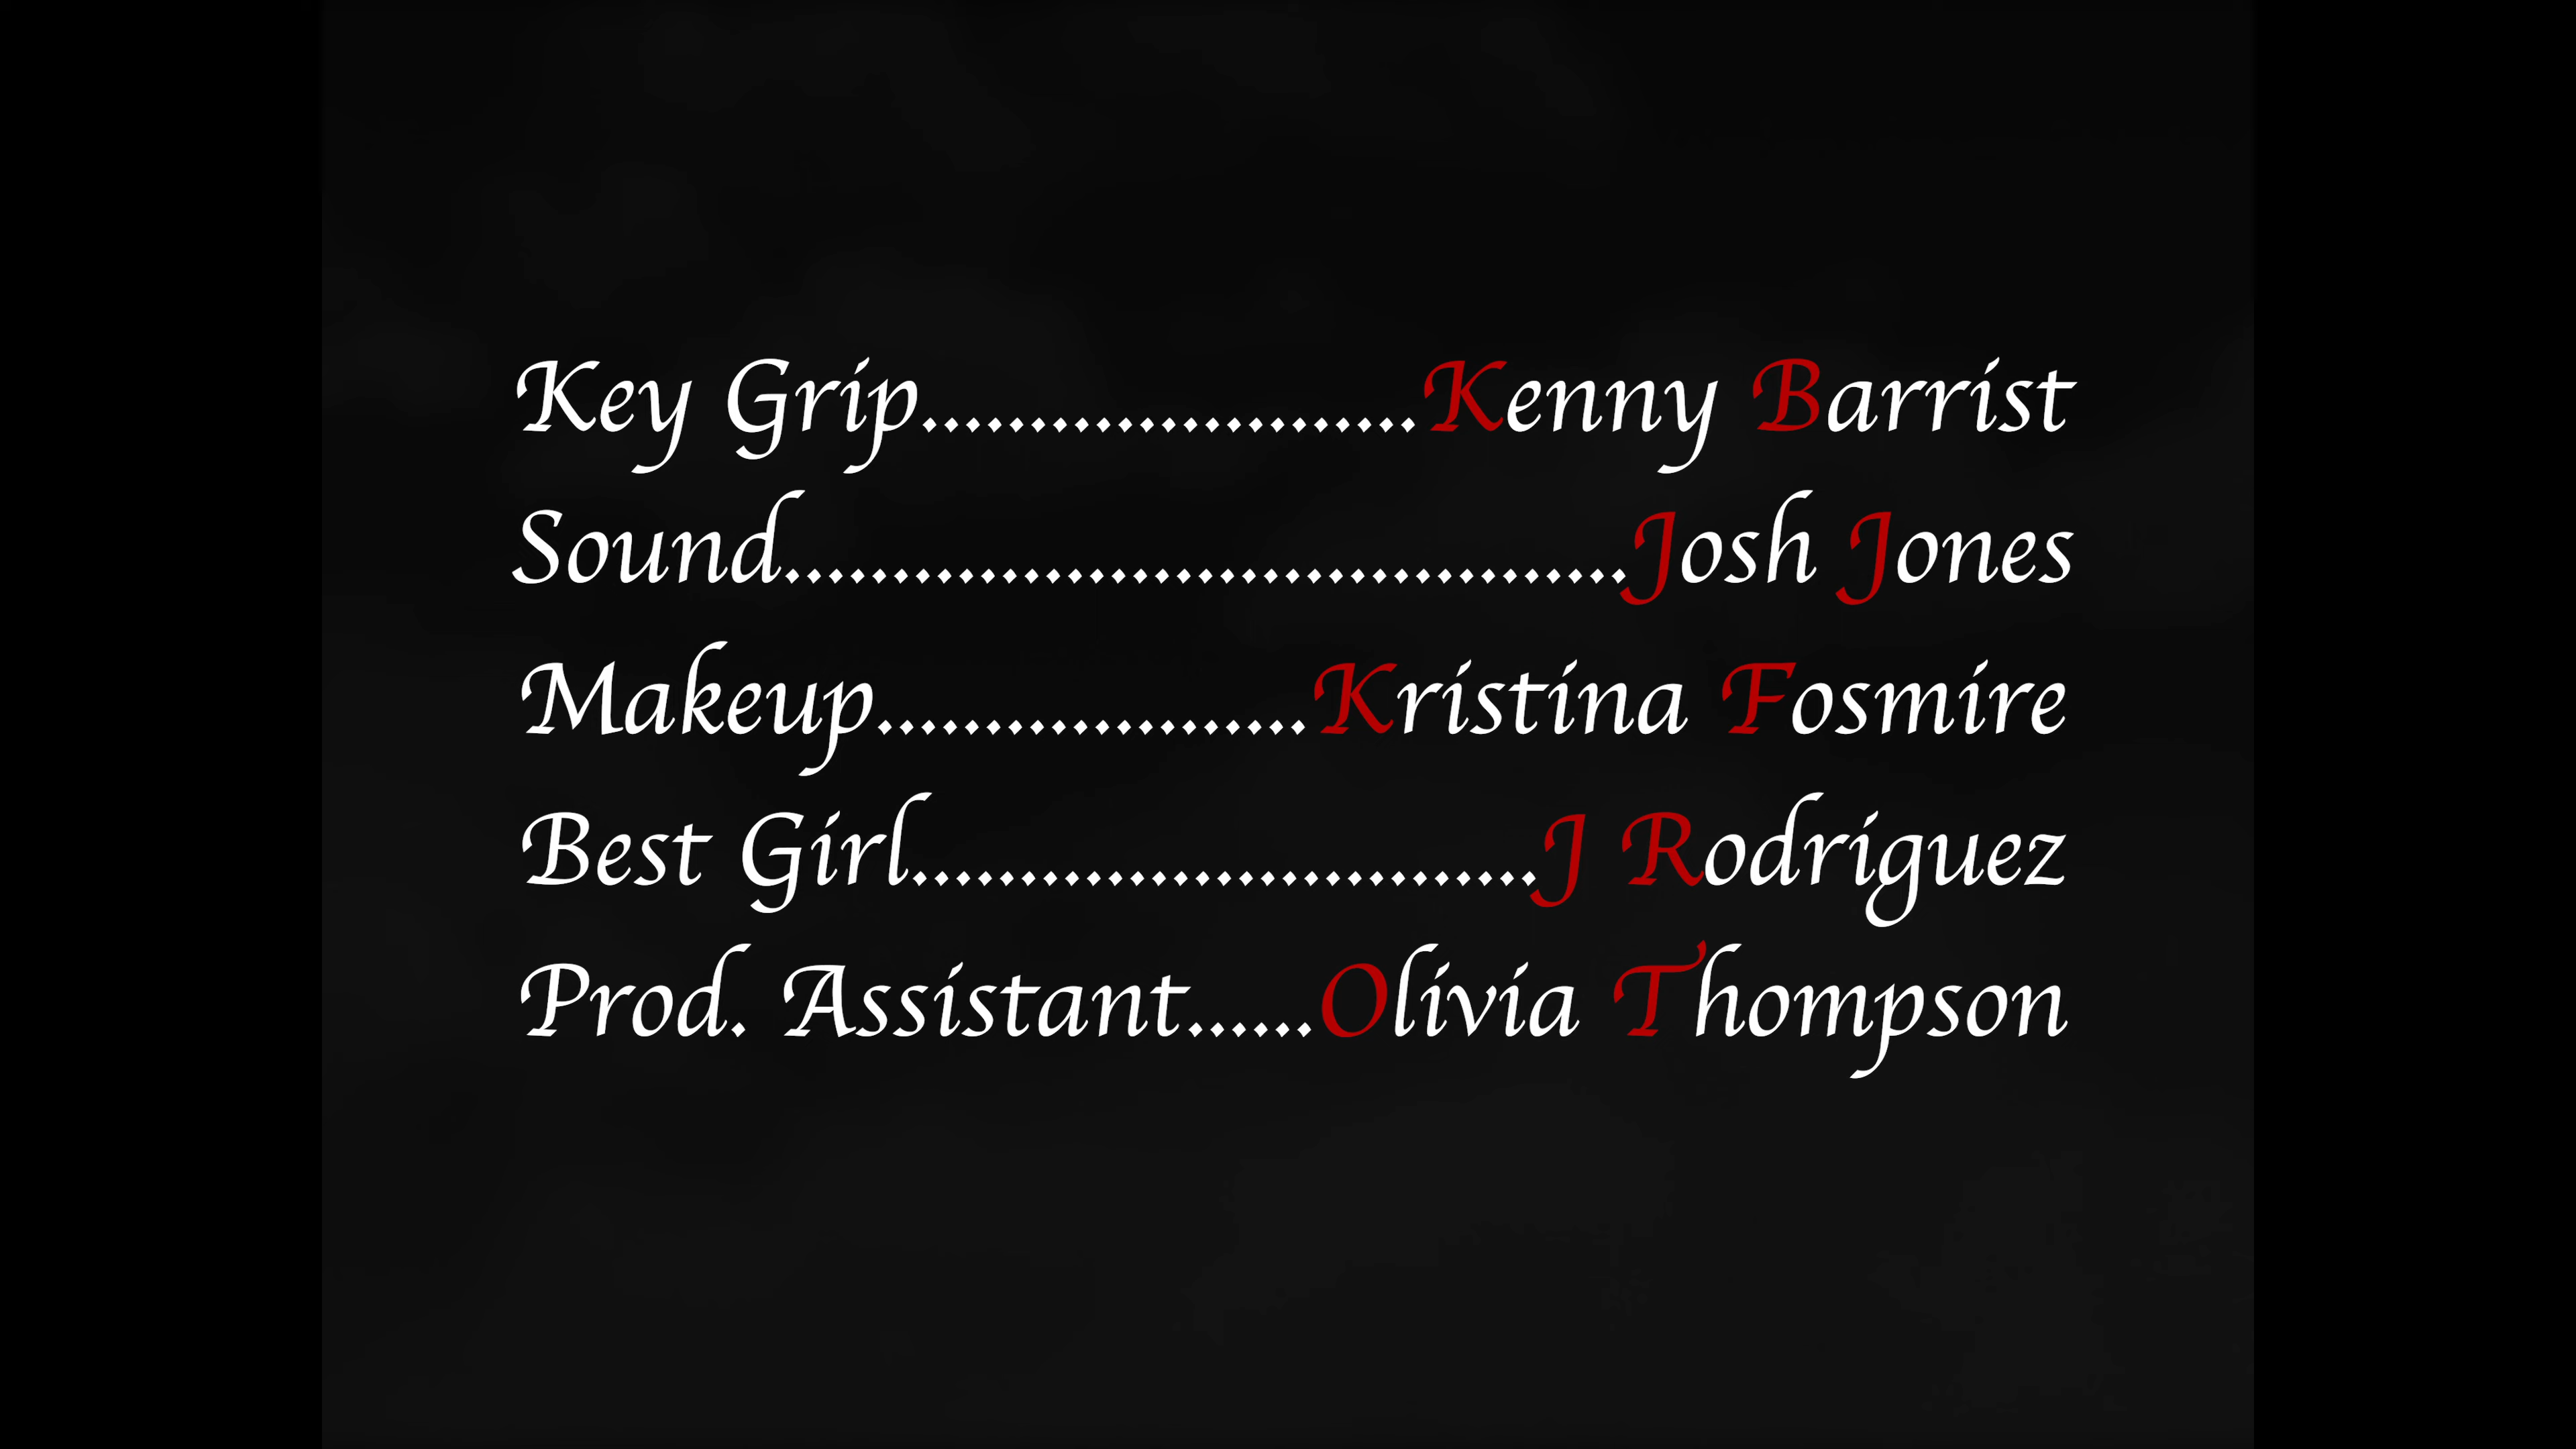 Key Grip.......................Kenny Barrist
Sound.......................................Josh Jones
Makeup....................Kristina Fosmire
Best Girl.............................J Rodriguez
Prod. Assistant......Olivia Thompson